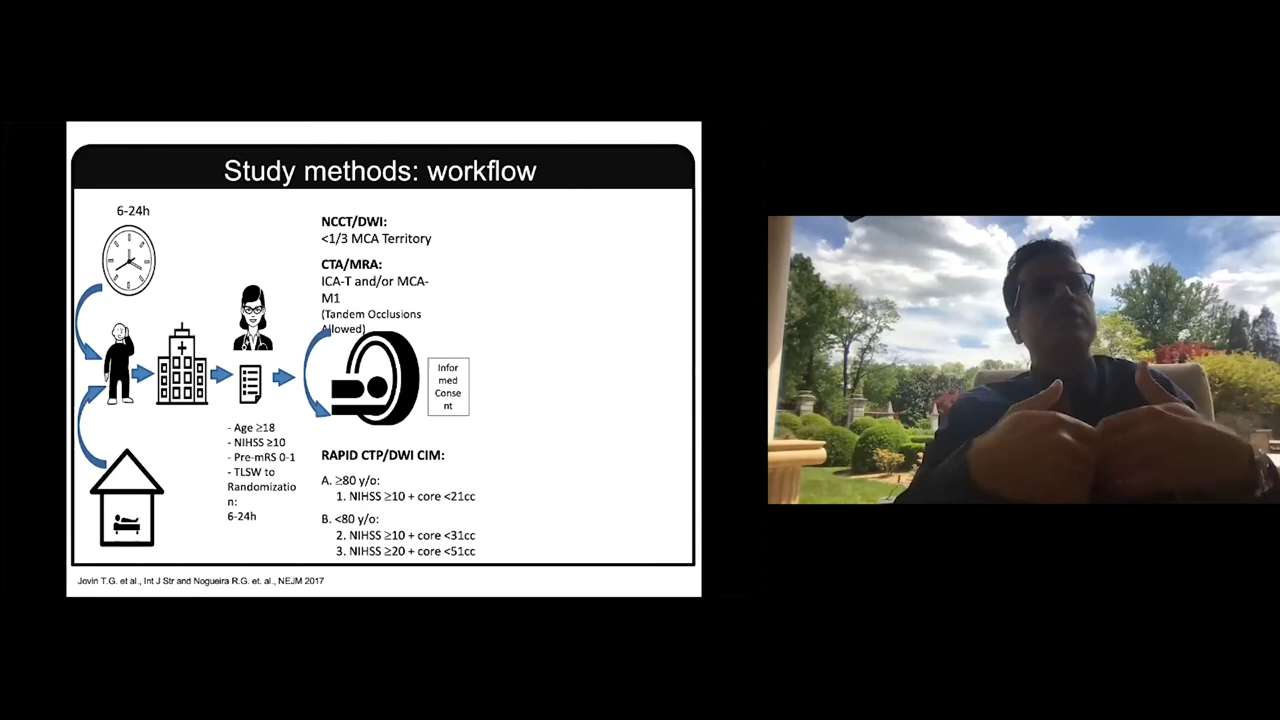 Study methods: workflow
6-24h
NCCT/DWI:
<1/3 MCA Territory
CTA/MRA:
ICA-T and/or MCA-
M1
(Tandem Occlusions
Allowed)
Infor
med
Conse
nt
- Age ≥18
- NIHSS ≥10
- Pre-mRS 0-1
- TLSW to
Randomizatio
n:
6-24h
RAPID CTP/DWI CIM:
A. ≥80 y/o:
1. NIHSS ≥10 + core <21cc
B. <80 y/o:
2. NIHSS ≥10 + core <31cc
3. NIHSS ≥20 + core <51cc
Jovin T.G. et al., Int J Str and Nogueira R.G. et. al., NEJM 2017